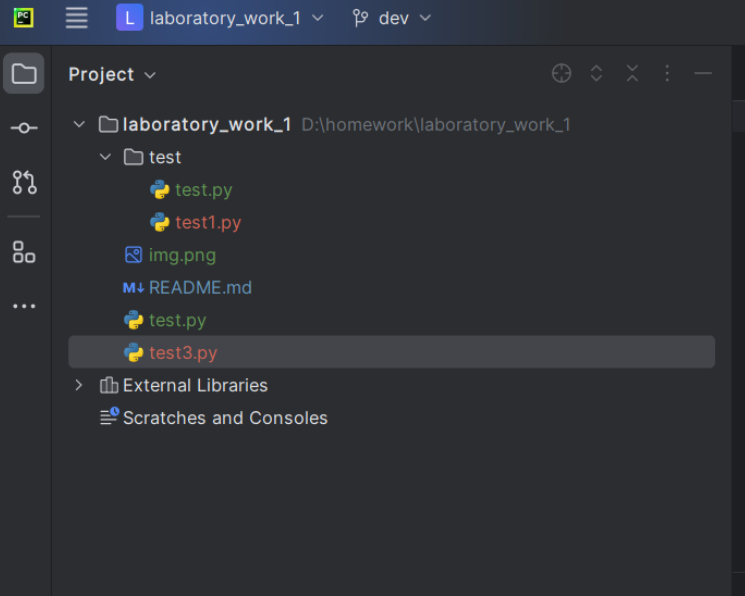 PC L laboratory_work_1 dev
Project
laboratory_work_1 D:\homework\laboratory_work_1
test
test.py
test1.py
img.png
M↓ README.md
test.py
test3.py
External Libraries
Scratches and Consoles